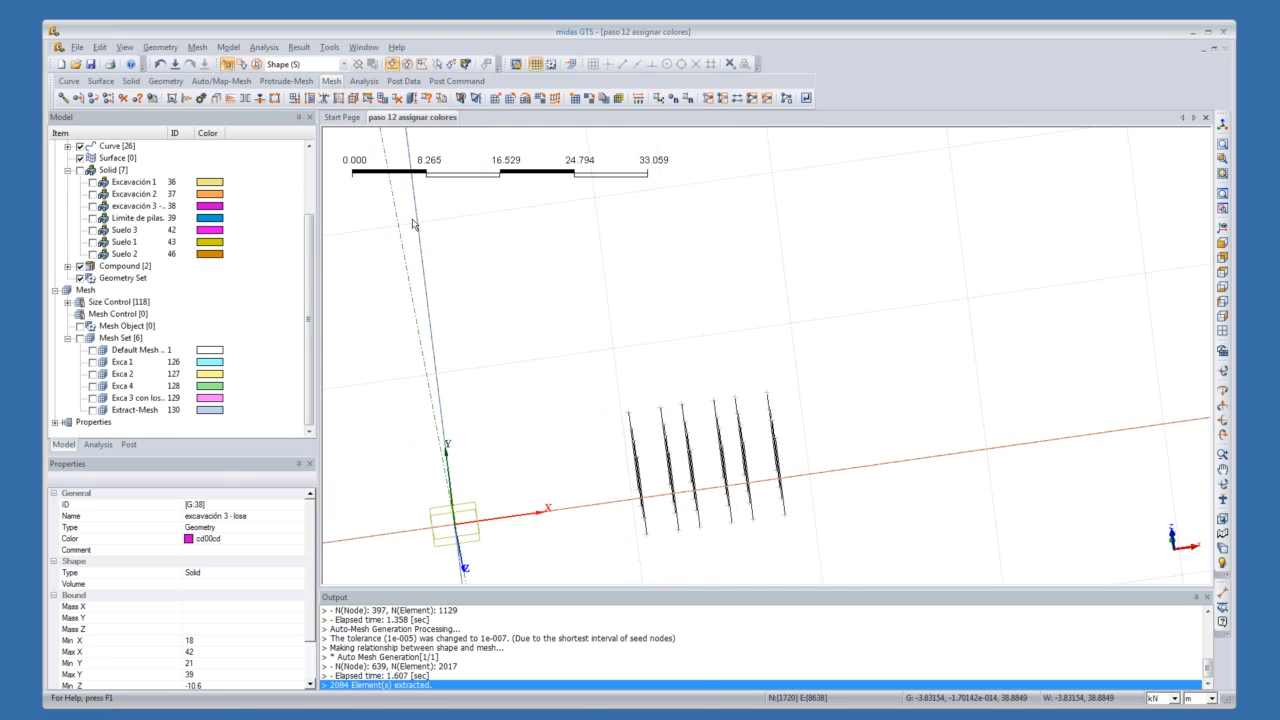 midas GTS - [paso 12 assignar colores]
File Edit View Geometry Mesh Model Analysis Result Tools Window Help
Shape (S)
Curve Surface Solid Geometry Auto/Map-Mesh Protrude-Mesh Mesh Analysis Post Data Post Command
Model
Item ID Color
Curve [26]
Surface [0]
Solid [7]
Excavación 1 36
Excavación 2 37
excavación 3 -... 38
Limite de pilas... 39
Suelo 3 42
Suelo 1 43
Suelo 2 46
Compound [2]
Geometry Set
Mesh
Size Control [118]
Mesh Control [0]
Mesh Object [0]
Mesh Set [6]
Default Mesh ... 1
Exca 1 126
Exca 2 127
Exca 4 128
Exca 3 con los... 129
Extract-Mesh 130
Properties
Model Analysis Post
Properties
General
ID [G:38]
Name excavación 3 - losa
Type Geometry
Color cd00cd
Comment
Shape
Type Solid
Volume
Bound
Mass X
Mass Y
Mass Z
Min X 18
Max X 42
Min Y 21
Max Y 39
Min Z -10,6
Start Page paso 12 assignar colores
0.000 8.265 16.529 24.794 33.059
Y
X
Z
Z
X
Output
> - N(Node): 397, N(Element): 1129
> - Elapsed time: 1.358 [sec]
> Auto-Mesh Generation Processing...
> The tolerance (1e-005) was changed to 1e-007. (Due to the shortest interval of seed nodes)
> Making relationship between shape and mesh...
> * Auto Mesh Generation[1/1]
> - N(Node): 639, N(Element): 2017
> - Elapsed time: 1.607 [sec]
> 2084 Element(s) extracted.
For Help, press F1
N:[1720] E:[8638]
G: -3.83154, -1.70142e-014, 38.8849
W: -3.83154, 38.8849
kN
m